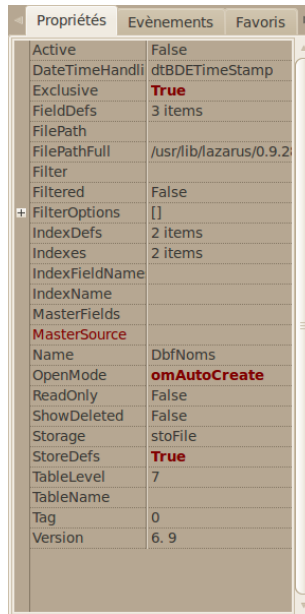 Propriétés Evènements Favoris
Active False
DateTimeHandli dtBDETimeStamp
Exclusive True
FieldDefs 3 items
FilePath
FilePathFull /usr/lib/lazarus/0.9.28
Filter
Filtered False
FilterOptions []
IndexDefs 2 items
Indexes 2 items
IndexFieldName
IndexName
MasterFields
MasterSource
Name DbfNoms
OpenMode omAutoCreate
ReadOnly False
ShowDeleted False
Storage stoFile
StoreDefs True
TableLevel 7
TableName
Tag 0
Version 6. 9